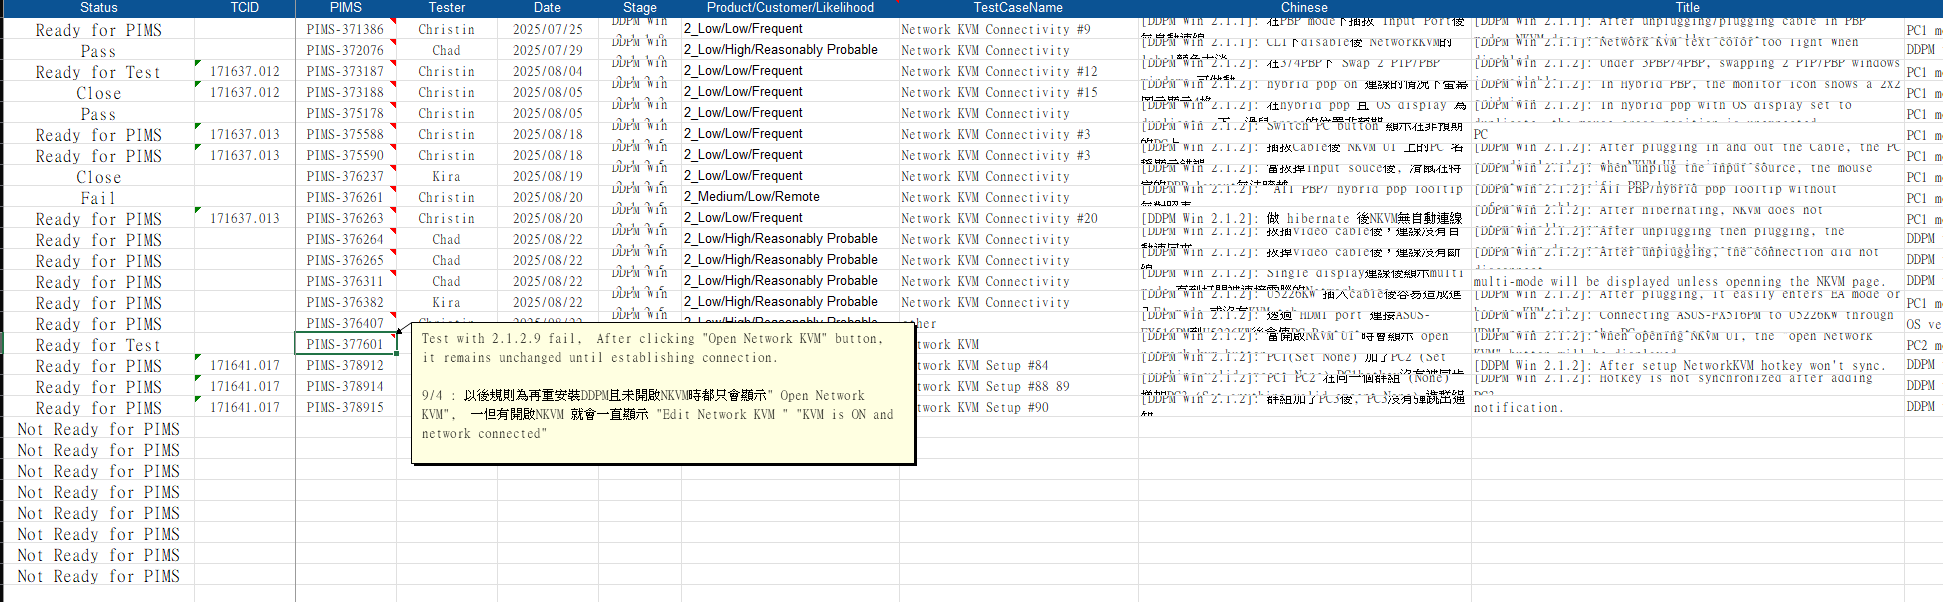 Status TCID PIMS Tester Date Stage Product/Customer/Likelihood TestCaseName Chinese Title
Ready for PIMS PIMS-371386 Christin 2025/07/25 DDPM Win 2_Low/Low/Frequent Network KVM Connectivity #9 [DDPM Win 2.1.1]: 在PBP mode下插拔 Input Port後 [DDPM Win 2.1.1]: After unplugging/plugging cable in PBP PC1 m
Pass PIMS-372076 Chad 2025/07/29 DDPM Win 2_Low/High/Reasonably Probable Network KVM Connectivity [DDPM Win 2.1.1]: CLI下disable後 NetworkKVM的 [DDPM Win 2.1.1]: Network KVM text color too light when DDPM
Ready for Test 171637.012 PIMS-373187 Christin 2025/08/04 DDPM Win 2_Low/Low/Frequent Network KVM Connectivity #12 [DDPM Win 2.1.2]: 在3/4PBP下 Swap 2 PIP/PBP [DDPM Win 2.1.2]: Under 3PBP/4PBP, swapping 2 PIP/PBP windows PC1 m
Close 171637.012 PIMS-373188 Christin 2025/08/05 DDPM Win 2_Low/Low/Frequent Network KVM Connectivity #15 [DDPM Win 2.1.2]: hybrid pbp on 連線的情況下螢幕 [DDPM Win 2.1.2]: In Hybrid PBP, the monitor icon shows a 2x2 PC1 m
Pass PIMS-375178 Christin 2025/08/05 DDPM Win 2_Low/Low/Frequent Network KVM Connectivity [DDPM Win 2.1.2]: 在hybrid pbp 且 OS display 為 [DDPM Win 2.1.2]: In hybrid pbp with OS display set to PC1 m
Ready for PIMS 171637.013 PIMS-375588 Christin 2025/08/18 DDPM Win 2_Low/Low/Frequent Network KVM Connectivity #3 [DDPM Win 2.1.2]: Switch PC button 顯示在非預期 PC PC1 m
Ready for PIMS 171637.013 PIMS-375590 Christin 2025/08/18 DDPM Win 2_Low/Low/Frequent Network KVM Connectivity #3 [DDPM Win 2.1.2]: 插拔Cable後 NKVM UI 上的PC 名 [DDPM Win 2.1.2]: After plugging in and out the Cable, the PC PC1 m
Close PIMS-376237 Kira 2025/08/19 DDPM Win 2_Low/Low/Frequent Network KVM Connectivity [DDPM Win 2.1.2]: 當拔掉input souce後, 滑鼠在特 [DDPM Win 2.1.2]: When unplug the input source, the mouse PC1 m
Fail PIMS-376261 Christin 2025/08/20 DDPM Win 2_Medium/Low/Remote Network KVM Connectivity [DDPM Win 2.1.2]: All PBP/ hybrid pbp Tooltip [DDPM Win 2.1.2]: All PBP/hybrid pbp Tooltip without PC1 m
Ready for PIMS 171637.013 PIMS-376263 Christin 2025/08/20 DDPM Win 2_Low/Low/Frequent Network KVM Connectivity #20 [DDPM Win 2.1.2]: 做 hibernate 後NKVM無自動連線 [DDPM Win 2.1.2]: After hibernating, NKVM does not PC1 m
Ready for PIMS PIMS-376264 Chad 2025/08/22 DDPM Win 2_Low/High/Reasonably Probable Network KVM Connectivity [DDPM Win 2.1.2]: 拔插Video cable後,連線沒有自 [DDPM Win 2.1.2]: After unplugging then plugging, the DDPM
Ready for PIMS PIMS-376265 Chad 2025/08/22 DDPM Win 2_Low/High/Reasonably Probable Network KVM Connectivity [DDPM Win 2.1.2]: 拔掉Video cable後,連線沒有斷 [DDPM Win 2.1.2]: After unplugging, the connection did not DDPM
Ready for PIMS PIMS-376311 Chad 2025/08/22 DDPM Win 2_Low/High/Reasonably Probable Network KVM Connectivity [DDPM Win 2.1.2]: Single display連線後顯示multi multi-mode will be displayed unless openning the NKVM page. DDPM
Ready for PIMS PIMS-376382 Kira 2025/08/22 DDPM Win 2_Low/High/Reasonably Probable Network KVM Connectivity [DDPM Win 2.1.2]: U5226KW 插入cable後容易造成進 [DDPM Win 2.1.2]: After plugging, it easily enters EA mode or PC1 m
Ready for PIMS PIMS-376407 Christin 2025/08/22 2_Low/High/Reasonably Probable other [DDPM Win 2.1.2]: 透過 HDMI port 連接ASUS- [DDPM Win 2.1.2]: Connecting ASUS-FX516PM to U5226KW through OS ve
Ready for Test PIMS-377601 twork KVM [DDPM Win 2.1.2]: 當開啟NKVM UI 時會顯示 open [DDPM Win 2.1.2]: When opening NKVM UI, the "open Network PC2 m
Ready for PIMS 171641.017 PIMS-378912 twork KVM Setup #84 [DDPM Win 2.1.2]: PC1(Set None) 加了PC2 (Set [DDPM Win 2.1.2]: After setup NetworkKVM hotkey won't sync. DDPM
Ready for PIMS 171641.017 PIMS-378914 twork KVM Setup #88 89 [DDPM Win 2.1.2]: PC1 PC2 在同一個群組 (None) [DDPM Win 2.1.2]: Hotkey is not synchronized after adding DDPM
Ready for PIMS 171641.017 PIMS-378915 twork KVM Setup #90 [DDPM Win 2.1.2]: 群組加了PC3後, PC3沒有彈跳出通 notification. DDPM
Test with 2.1.2.9 fail, After clicking "Open Network KVM" button,
it remains unchanged until establishing connection.
9/4 : 以後規則為再重安裝DDPM且未開啟NKVM時都只會顯示" Open Network
KVM", 一但有開啟NKVM 就會一直顯示 "Edit Network KVM " "KVM is ON and
network connected"
Not Ready for PIMS
Not Ready for PIMS
Not Ready for PIMS
Not Ready for PIMS
Not Ready for PIMS
Not Ready for PIMS
Not Ready for PIMS
Not Ready for PIMS